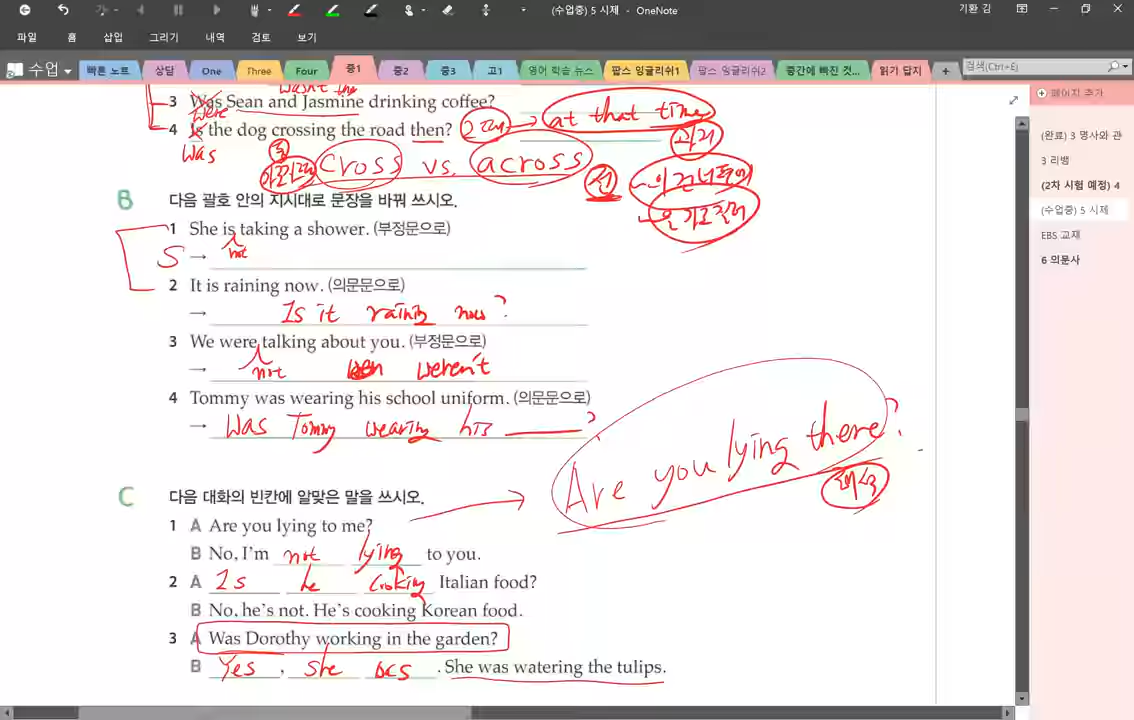 (수업중) 5 시제 - OneNote
기환 김
파일 홈 삽입 그리기 내역 검토 보기
수업 빠른 노트 상담 One Three Four 중1 중2 중3 고1 영어 학습 뉴스 팝스 잉글리쉬1 팝스 잉글리쉬2 중간에 빠진 것... 읽기 답지 + 검색(Ctrl+E)
페이지 추가
(완료) 3 명사와 관
3 리뱅
(2차 시험 예정) 4
(수업중) 5 시제
EBS 교재
6 의문사
wasn't the
3 Was Sean and Jasmine drinking coffee?
were
4 Is the dog crossing the road then? at that time
was
과거
cross vs. across
동 전
B 다음 괄호 안의 지시대로 문장을 바꿔 쓰시오.
1 She is taking a shower. (부정문으로)
S → not
2 It is raining now. (의문문으로)
→ Is it raining now?
3 We were talking about you. (부정문으로)
→ not weren't
4 Tommy was wearing his school uniform. (의문문으로)
→ Was Tommy wearing his ?
Are you lying there?
C 다음 대화의 빈칸에 알맞은 말을 쓰시오.
1 A Are you lying to me?
B No, I'm not lying to you.
2 A Is he cooking Italian food?
B No, he's not. He's cooking Korean food.
3 A Was Dorothy working in the garden?
B Yes , she was . She was watering the tulips.